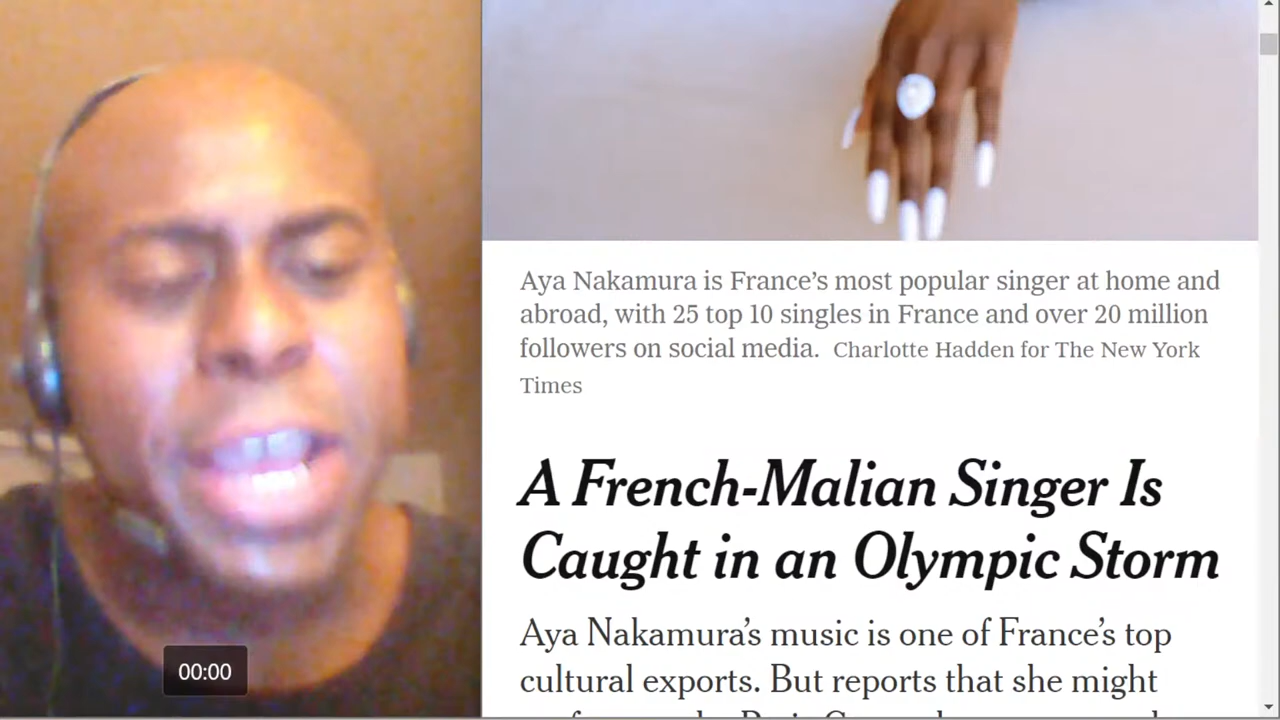 Aya Nakamura is France’s most popular singer at home and
abroad, with 25 top 10 singles in France and over 20 million
followers on social media. Charlotte Hadden for The New York
Times
A French-Malian Singer Is
Caught in an Olympic Storm
Aya Nakamura’s music is one of France’s top
cultural exports. But reports that she might
00:00